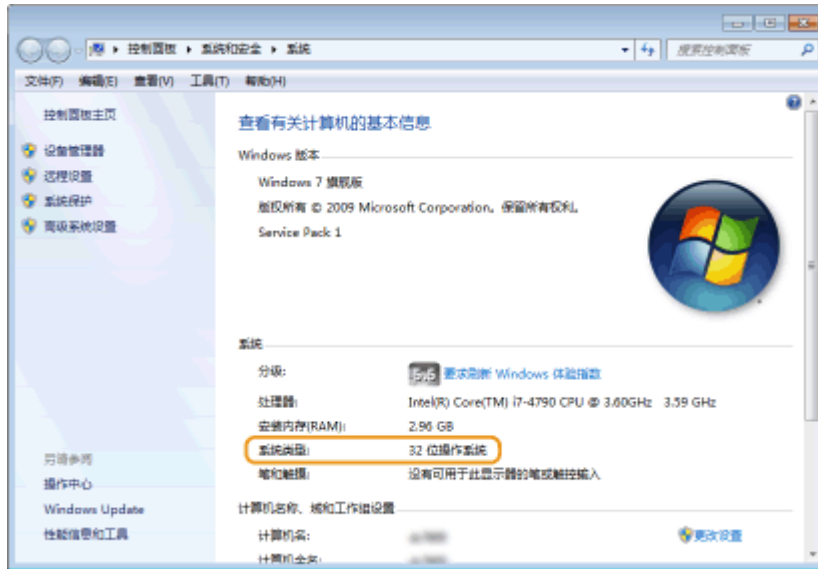 控制面板 ▸ 系统和安全 ▸ 系统
搜索控制面板
文件(F) 编辑(E) 查看(V) 工具(T) 帮助(H)
控制面板主页
设备管理器
远程设置
系统保护
高级系统设置
另请参阅
操作中心
Windows Update
性能信息和工具
查看有关计算机的基本信息
Windows 版本
Windows 7 旗舰版
版权所有 © 2009 Microsoft Corporation。保留所有权利。
Service Pack 1
系统
分级: 5,6 要求刷新 Windows 体验指数
处理器: Intel(R) Core(TM) i7-4790 CPU @ 3.60GHz 3.59 GHz
安装内存(RAM): 2.96 GB
系统类型: 32 位操作系统
笔和触摸: 没有可用于此显示器的笔或触控输入
计算机名称、域和工作组设置
计算机名: 更改设置
计算机全名: